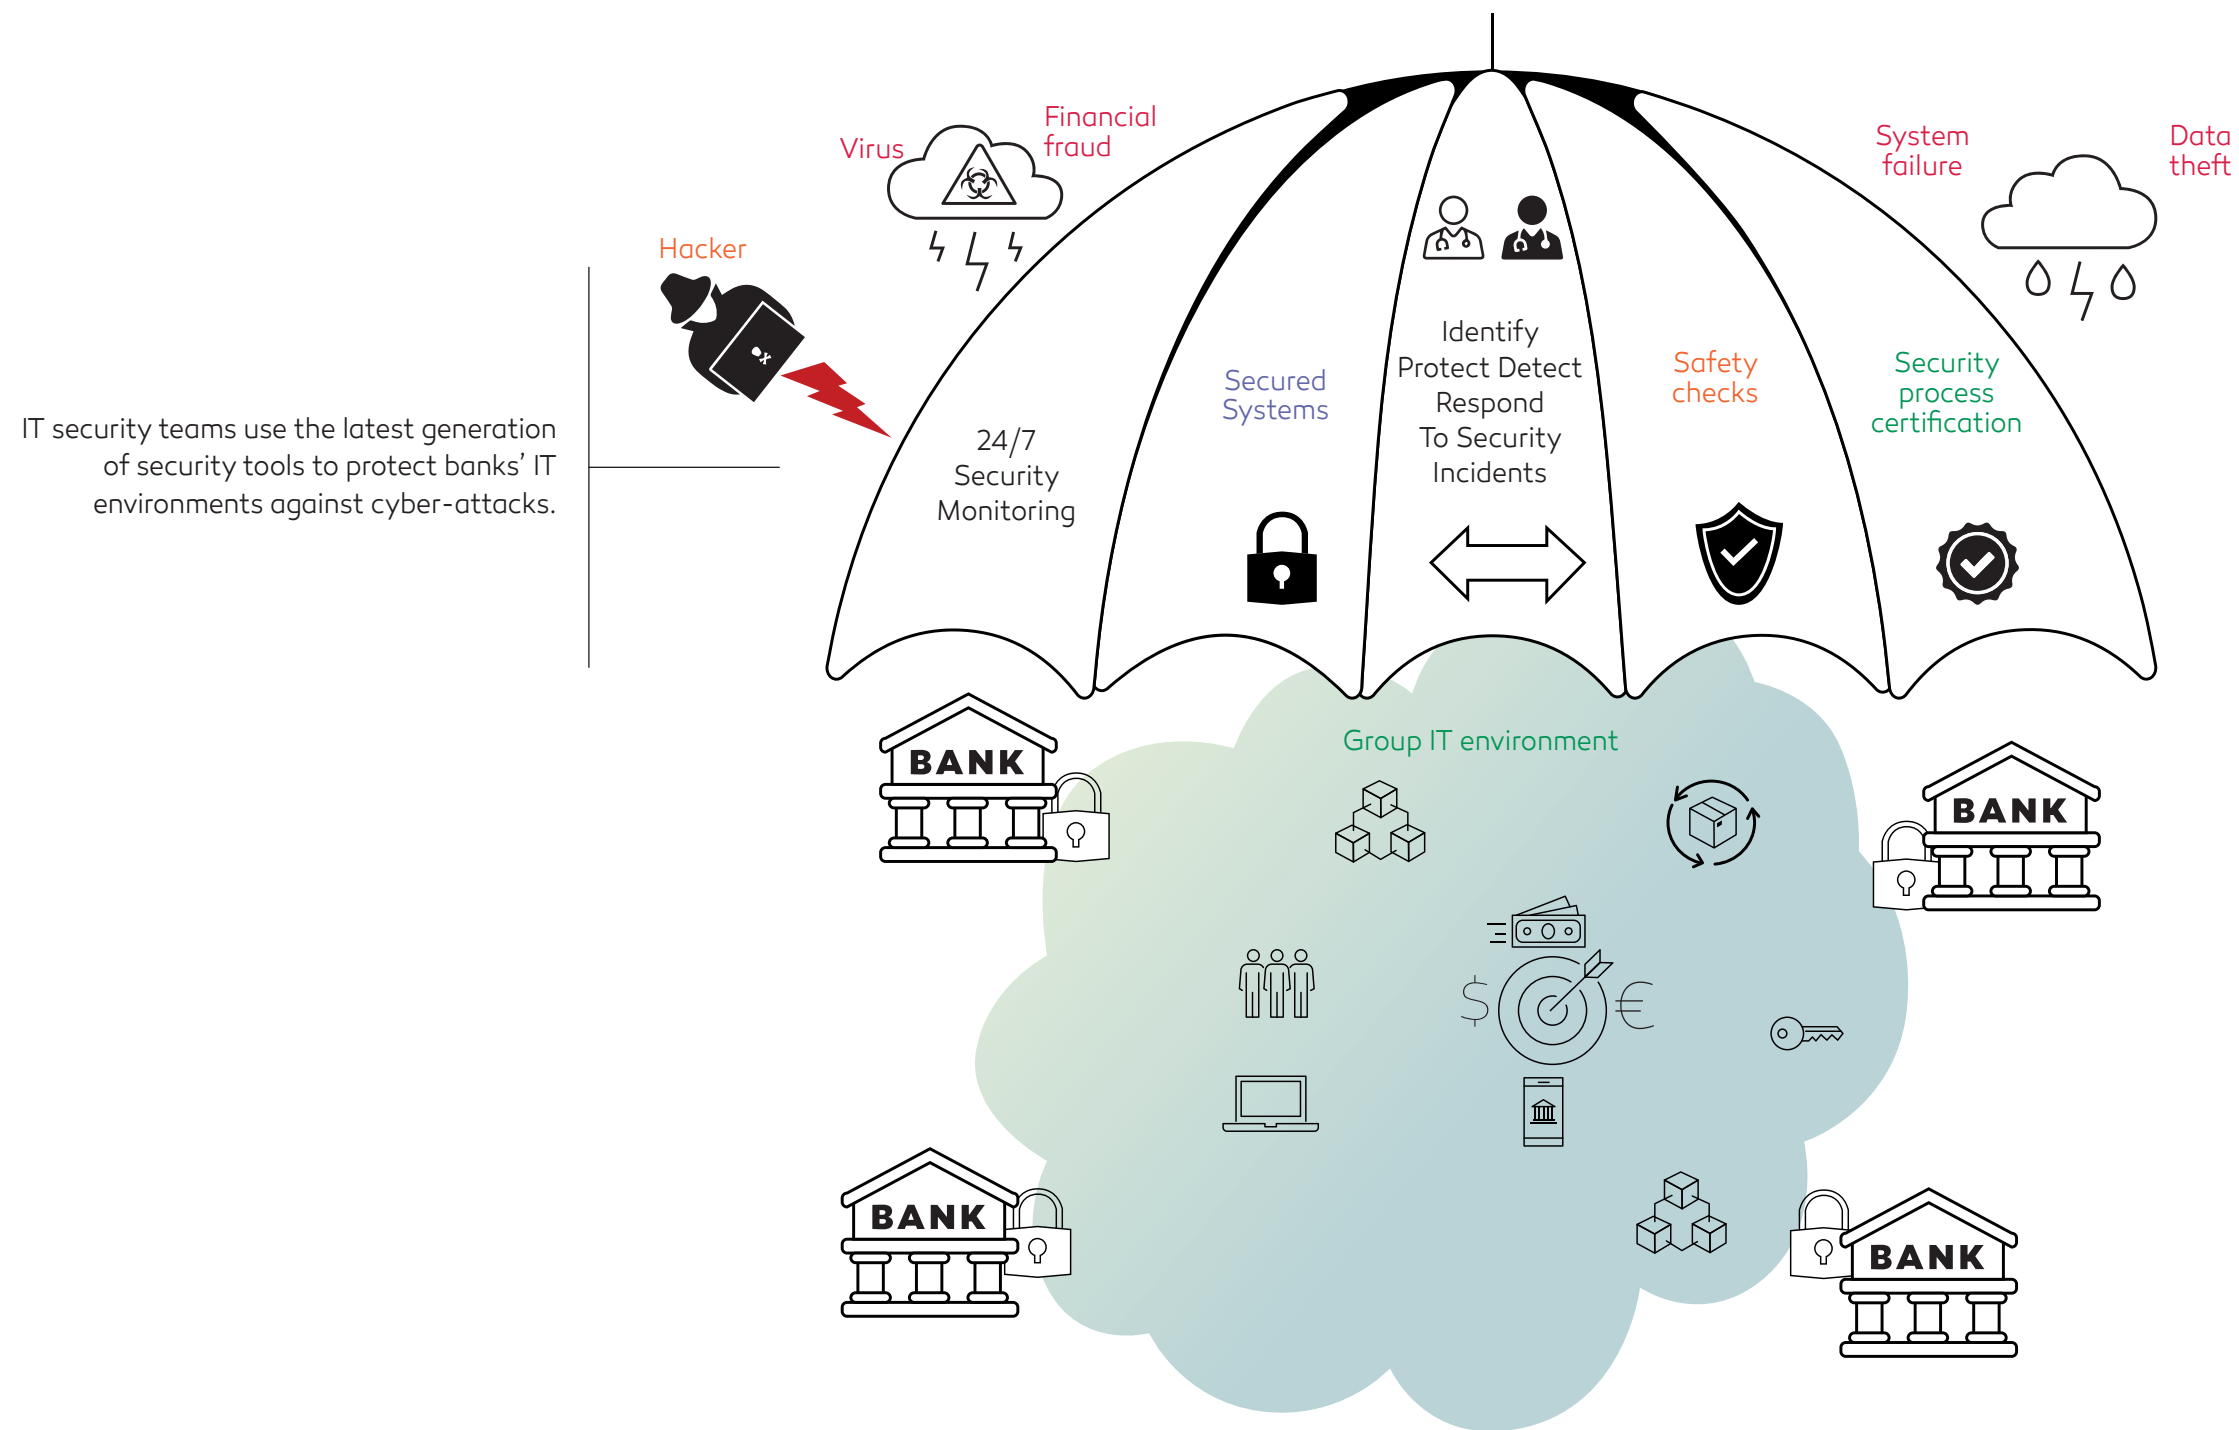 Financial
fraud
Virus
System
failure
Data
theft
Hacker
IT security teams use the latest generation
of security tools to protect banks’ IT
environments against cyber-attacks.
24/7
Security
Monitoring
Secured
Systems
Identify
Protect Detect
Respond
To Security
Incidents
Safety
checks
Security
process
certification
Group IT environment
BANK
BANK
$
€
BANK
BANK